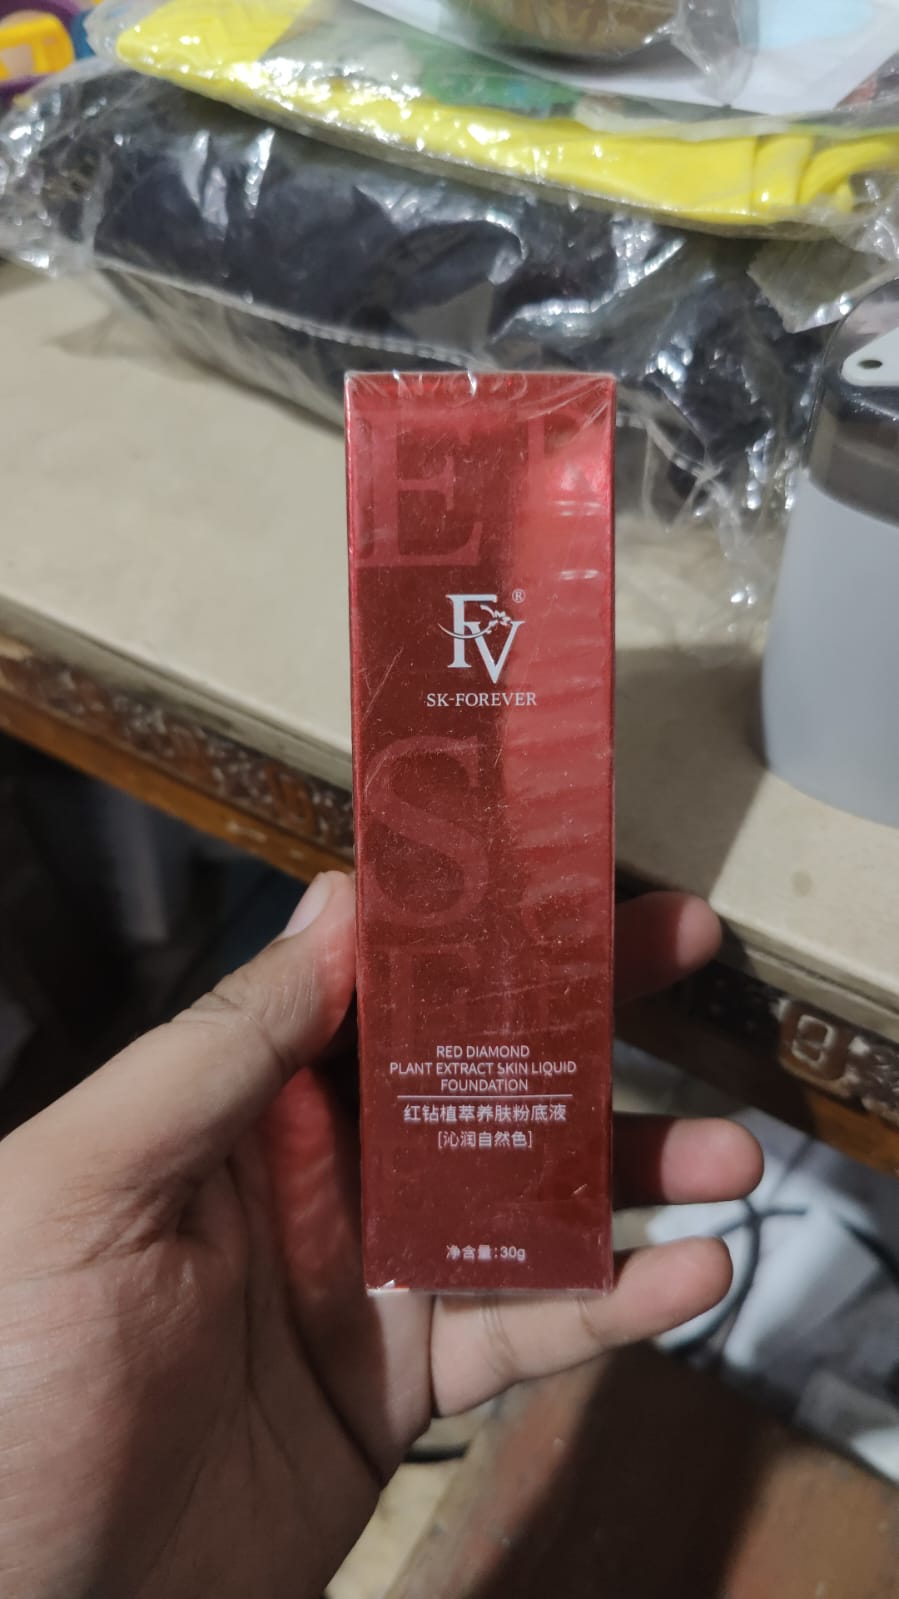 FV®
SK-FOREVER
RED DIAMOND
PLANT EXTRACT SKIN LIQUID
FOUNDATION
红钻植萃养肤粉底液
[沁润自然色]
净含量:30g